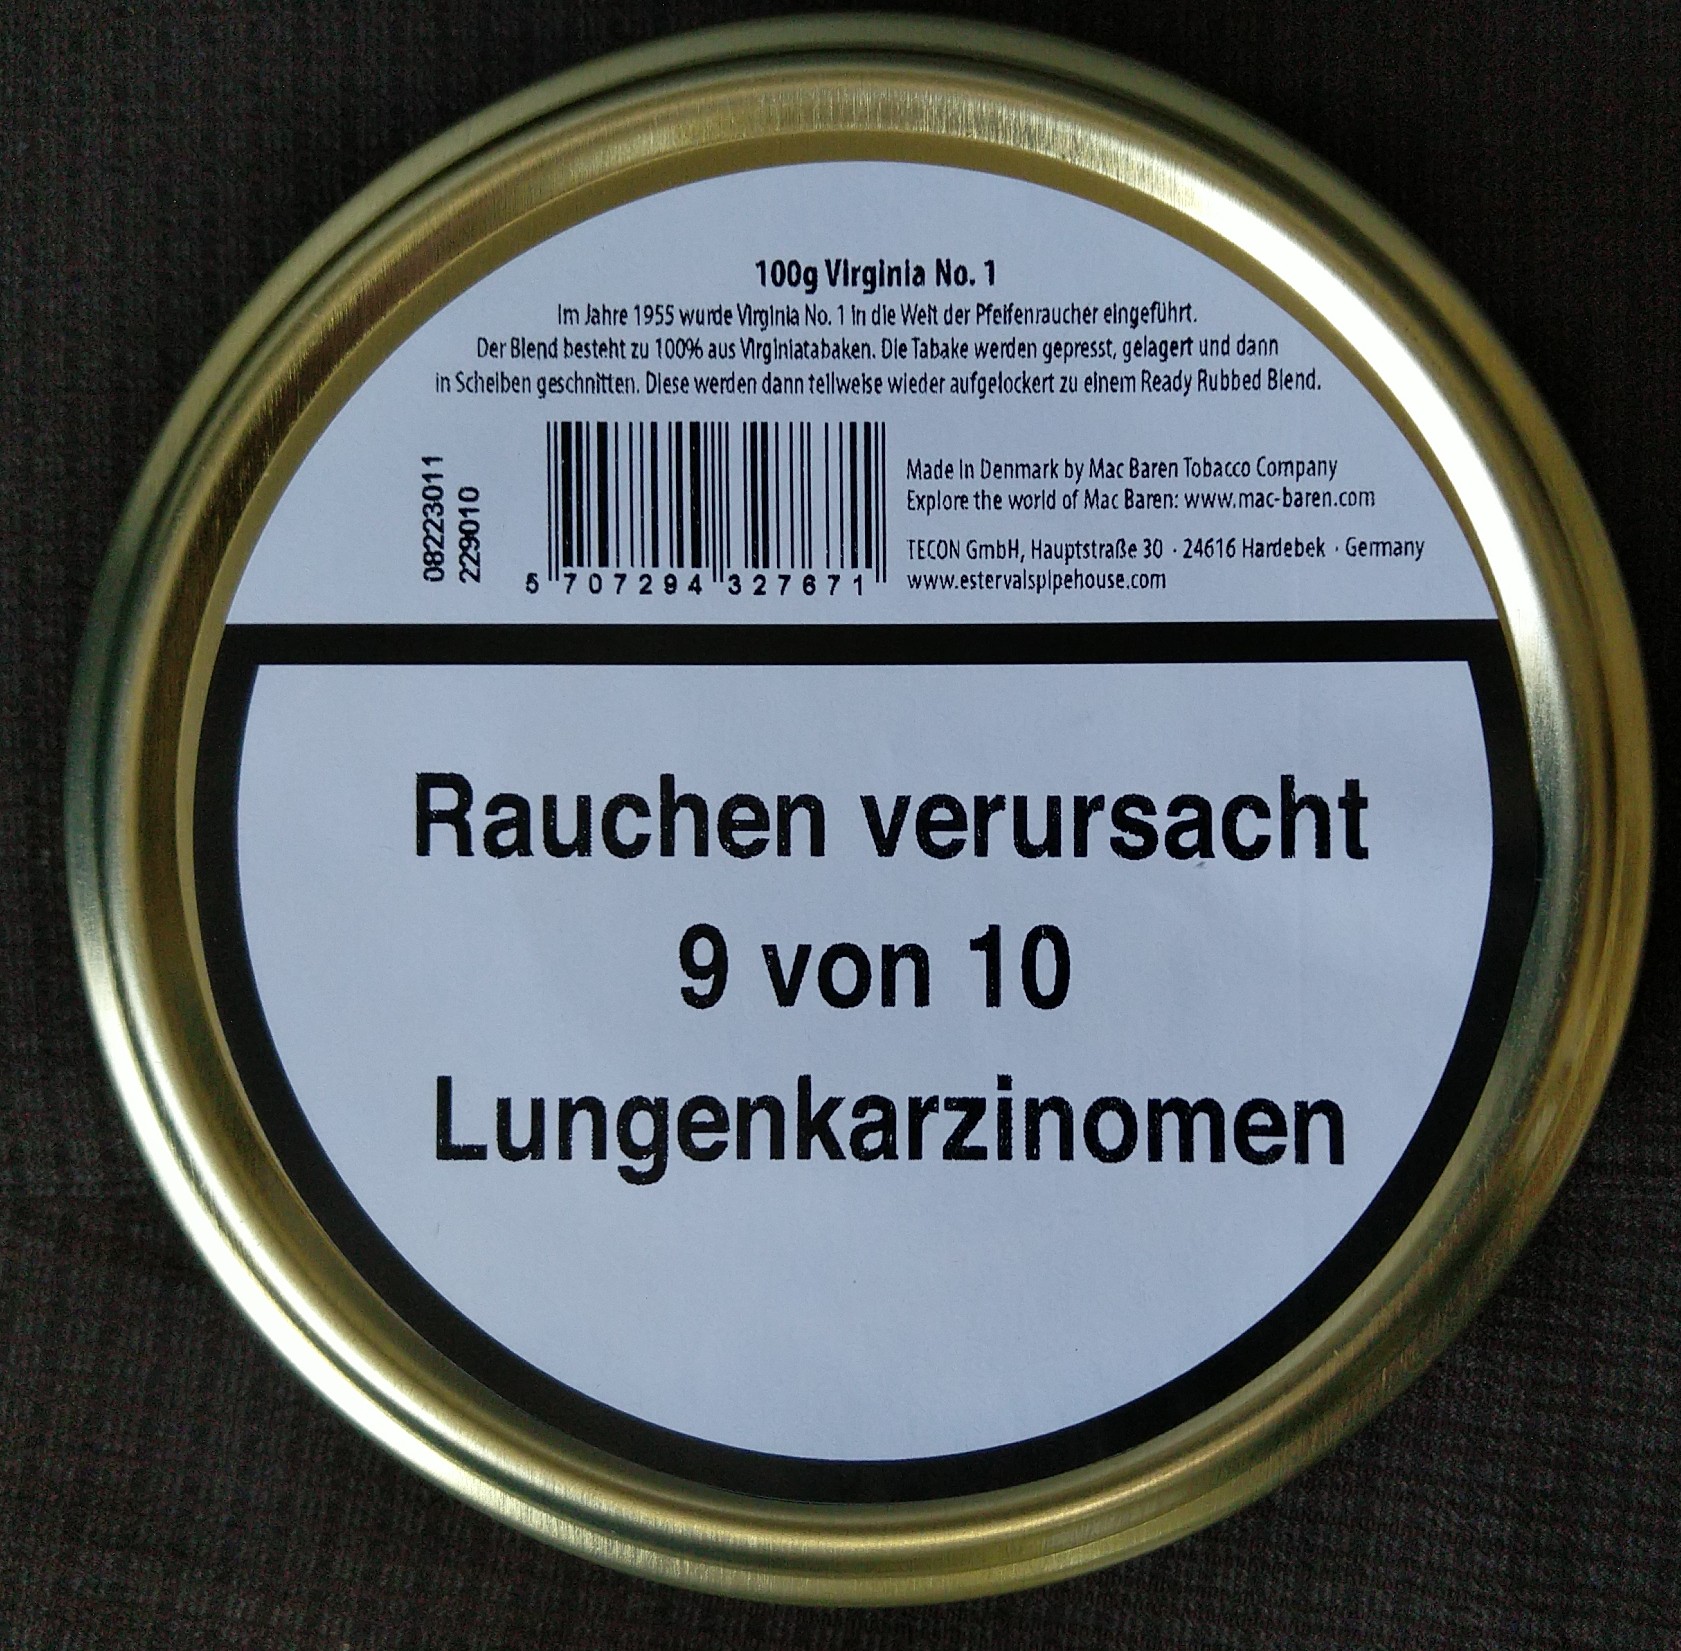 100g Virginia No. 1
Im Jahre 1955 wurde Virginia No. 1 in die Welt der Pfeifenraucher eingeführt.
Der Blend besteht zu 100% aus Virginiatabaken. Die Tabake werden gepresst, gelagert und dann
in Scheiben geschnitten. Diese werden dann teilweise wieder aufgelockert zu einem Ready Rubbed Blend.
08223011
229010
5 707294 327671
Made in Denmark by Mac Baren Tobacco Company
Explore the world of Mac Baren: www.mac-baren.com
TECON GmbH, Hauptstraße 30 · 24616 Hardebek · Germany
www.estervalspipehouse.com
Rauchen verursacht
9 von 10
Lungenkarzinomen